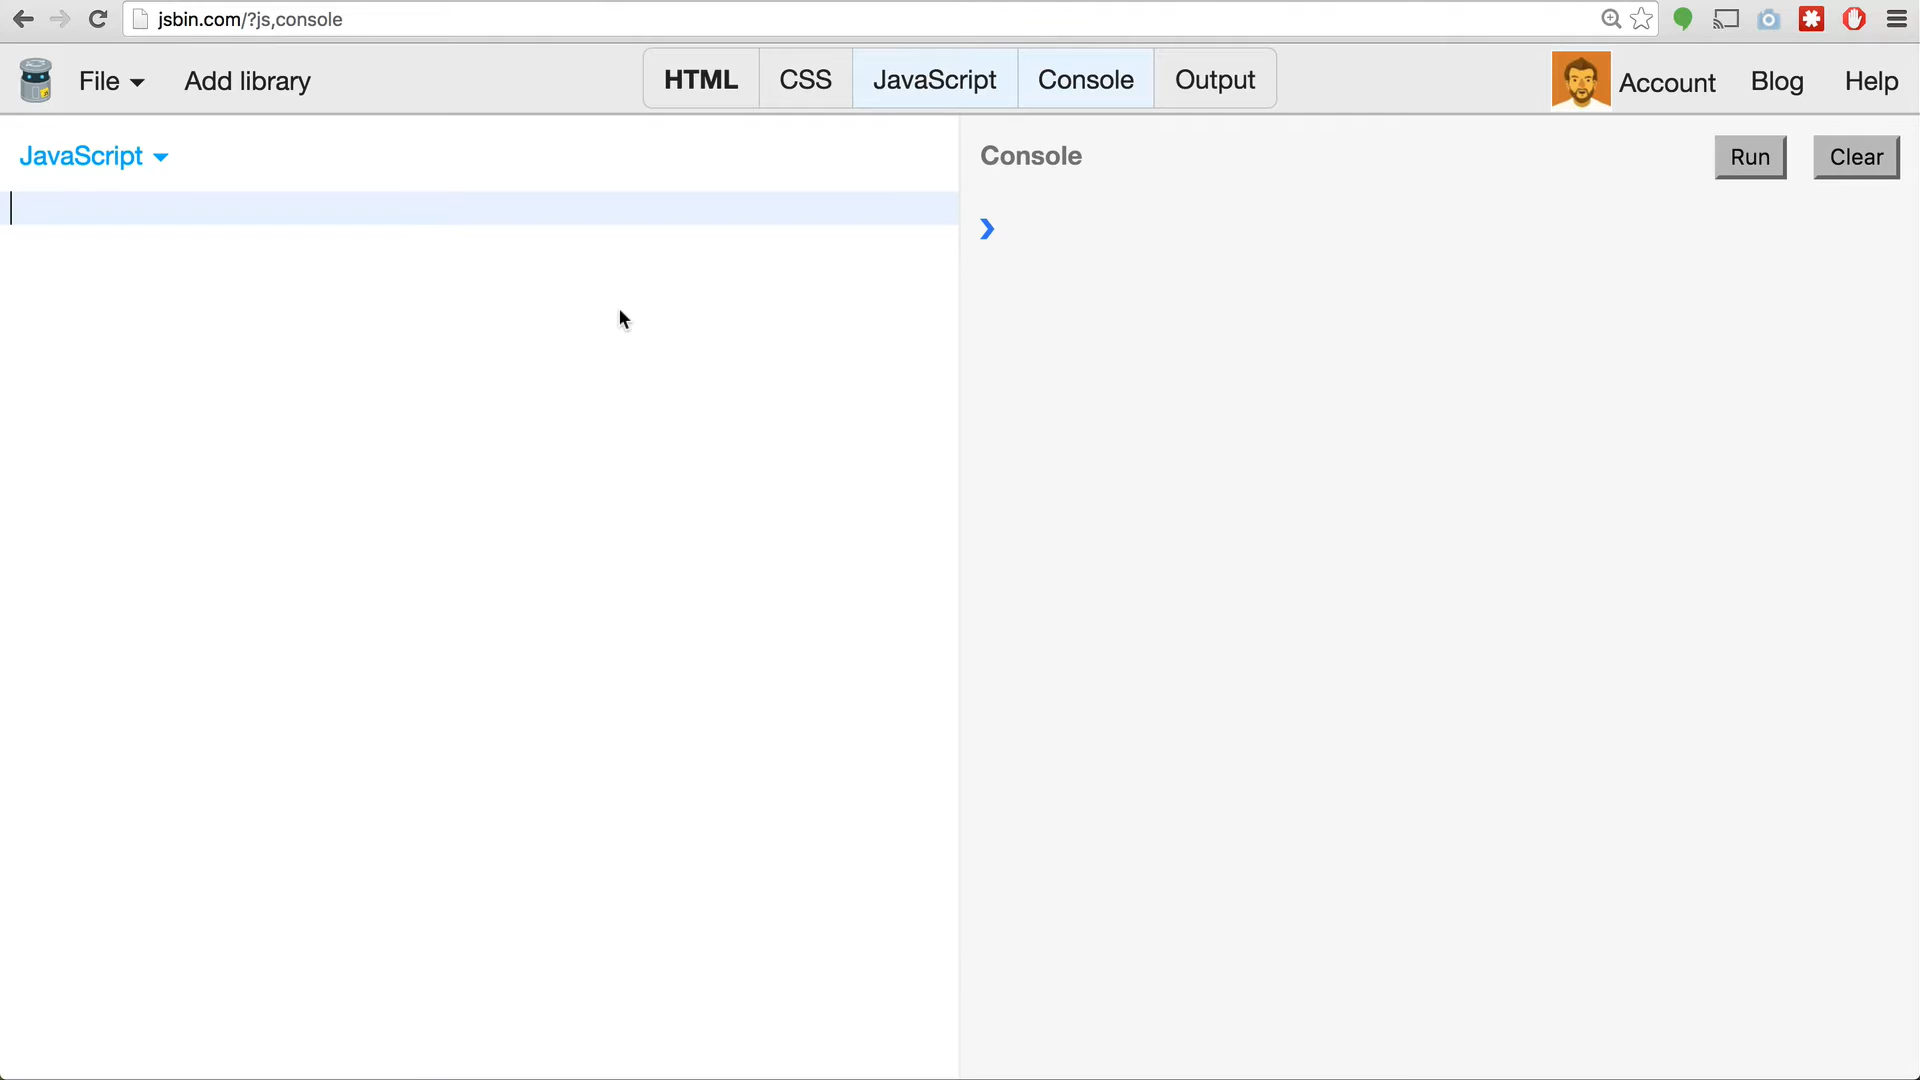 jsbin.com/?js,console
File
Add library
HTML
CSS
JavaScript
Console
Output
Account
Blog
Help
JavaScript
Console
Run
Clear